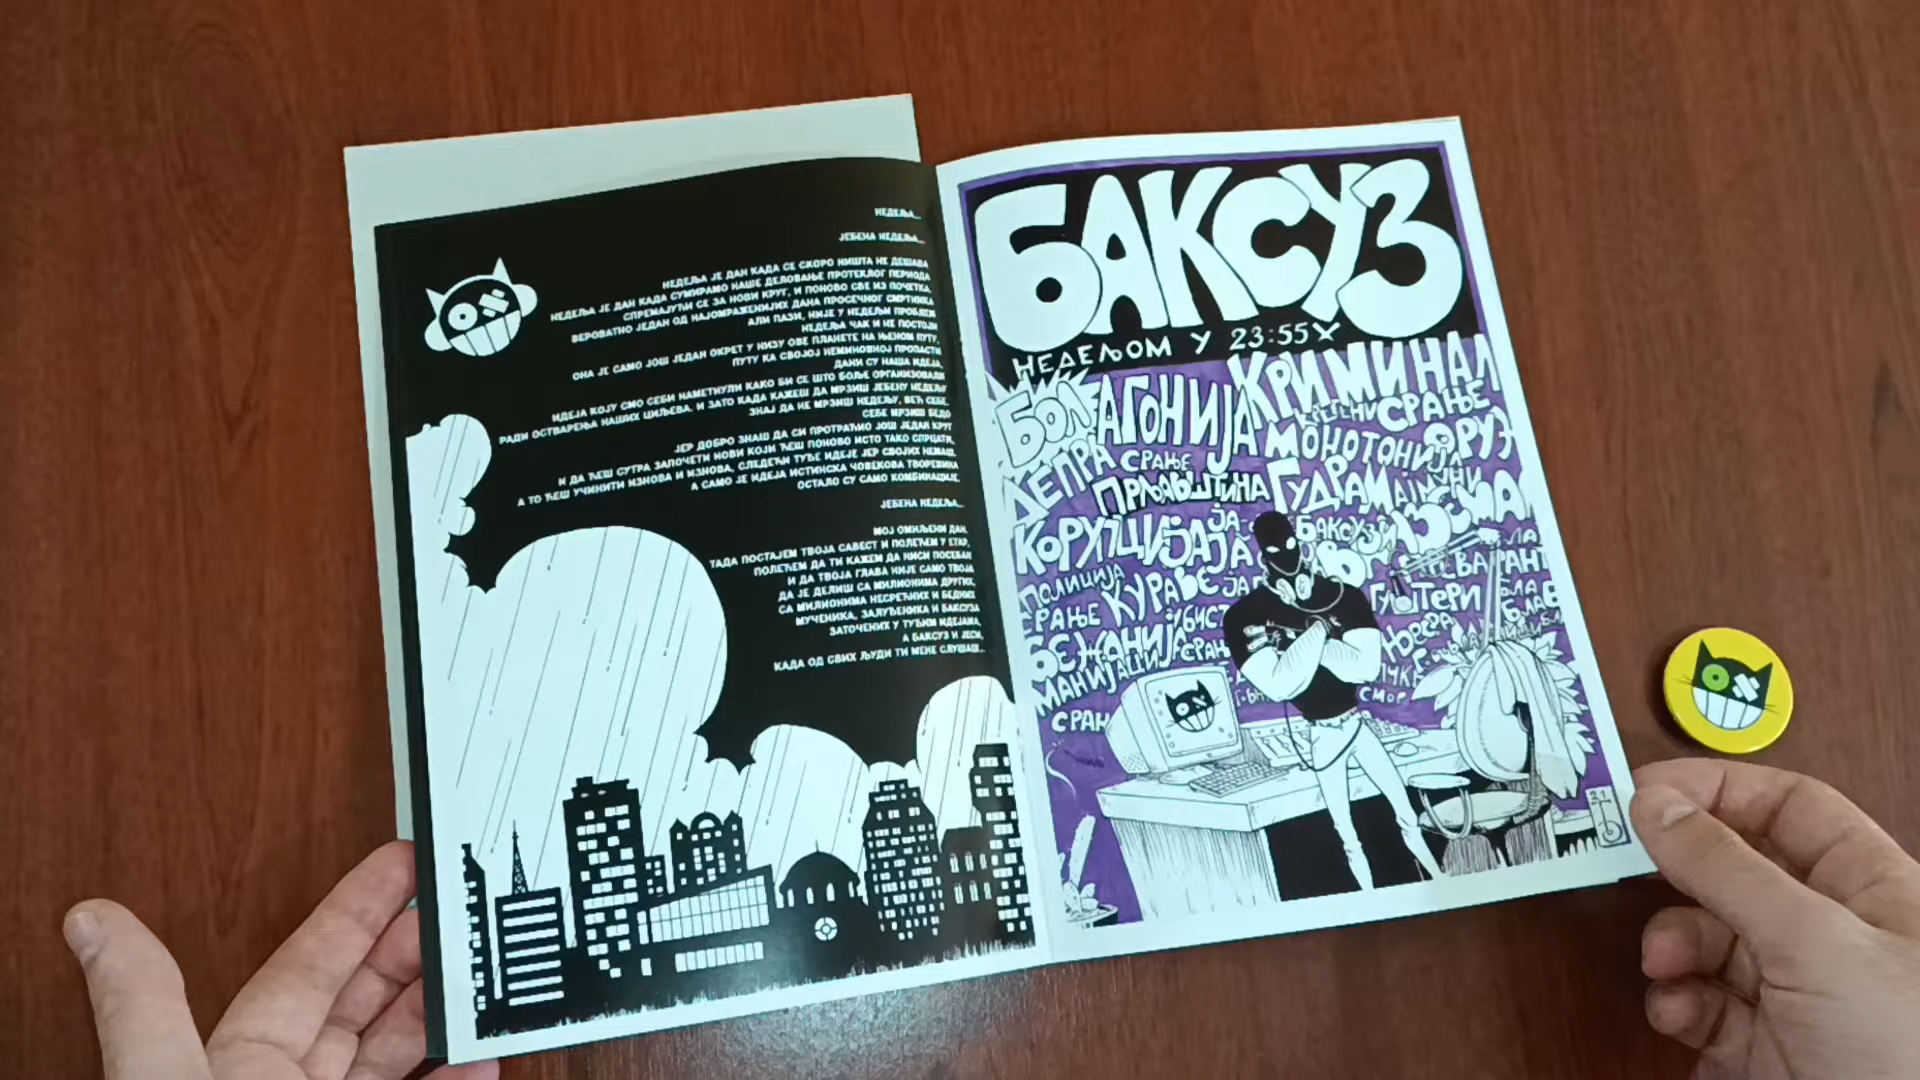 НЕДЕЉА...
ЈЕБЕНА НЕДЕЉА...
НЕДЕЉА ЈЕ ДАН КАДА СЕ СКОРО НИШТА НЕ ДЕШАВА
НЕДЕЉА ЈЕ ДАН КАДА СУМИРАМО НАШЕ ДЕЛОВАЊЕ ПРОТЕКЛОГ ПЕРИОДА
СПРЕМАЈУЋИ СЕ ЗА НОВИ КРУГ, И ПОНОВО СВЕ ИЗ ПОЧЕТКА,
ВЕРОВАТНО ЈЕДАН ОД НАЈОМРАЖЕНИЈИХ ДАНА ПРОСЕЧНОГ СМРТНИКА
АЛИ ПАЗИ, НИЈЕ У НЕДЕЉИ ПРОБЛЕМ
НЕДЕЉА ЧАК И НЕ ПОСТОЈИ
ОНА ЈЕ САМО ЈОШ ЈЕДАН ОКРЕТ У НИЗУ ОВЕ ПЛАНЕТЕ НА ЊЕНОМ ПУТУ,
ПУТУ КА СВОЈОЈ НЕМИНОВНОЈ ПРОПАСТИ
ДАНИ СУ НАША ИДЕЈА,
ИДЕЈА КОЈУ СМО СЕБИ НАМЕТНУЛИ КАКО БИ СЕ ШТО БОЉЕ ОРГАНИЗОВАЛИ
РАДИ ОСТВАРЕЊА НАШИХ ЦИЉЕВА. И ЗАТО КАДА КАЖЕШ ДА МРЗИШ ЈЕБЕНУ НЕДЕЉУ
ЗНАЈ ДА НЕ МРЗИШ НЕДЕЉУ, ВЕЋ СЕБЕ.
СЕБЕ МРЗИШ БЕДО
ЈЕР ДОБРО ЗНАШ ДА СИ ПРОТРАЋИО ЈОШ ЈЕДАН КРУГ
И ДА ЋЕШ СУТРА ЗАПОЧЕТИ НОВИ КОЈИ ЋЕШ ПОНОВО ИСТО ТАКО СПРЦАТИ,
А ТО ЋЕШ УЧИНИТИ ИЗНОВА И ИЗНОВА, СЛЕДЕЋИ ТУЂЕ ИДЕЈЕ ЈЕР СВОЈИХ НЕМАШ,
А САМО ЈЕ ИДЕЈА ИСТИНСКА ЧОВЕКОВА ТВОРЕВИНА
ОСТАЛО СУ САМО КОМБИНАЦИЈЕ.
ЈЕБЕНА НЕДЕЉА...
МОЈ ОМИЉЕНИ ДАН,
ТАДА ПОСТАЈЕМ ТВОЈА САВЕСТ И ПОЛЕЋЕМ У ЕТАР,
ПОЛЕЋЕМ ДА ТИ КАЖЕМ ДА НИСИ ПОСЕБАН
И ДА ТВОЈА ГЛАВА НИЈЕ САМО ТВОЈА
ДА ЈЕ ДЕЛИШ СА МИЛИОНИМА ДРУГИХ,
СА МИЛИОНИМА НЕСРЕЋНИХ И БЕДНИХ
МУЧЕНИКА, ЗАЛУЂЕНИКА И БАКСУЗА
ЗАТОЧЕНИХ У ТУЂИМ ИДЕЈАМА,
А БАКСУЗ И ЈЕСИ,
КАДА ОД СВИХ ЉУДИ ТИ МЕНЕ СЛУШАШ...
БАКСУЗ
НЕДЕЉОМ У 23:55
БОЛ АГОНИЈА КРИМИНАЛ
СРАЊЕ
ДЕПРА СРАЊЕ МОНОТОНИЈА
ПРЉАВШТИНА ГУДРА
КОРУПЦИЈА ЈА БАКСУЗИ
ПОЛИЦИЈА
СРАЊЕ ГУШТЕРИ БЛА
БЕЖАНИЈА
МАНИЈАЦИ СРАЊ
СМОГ
СРАЊ
21